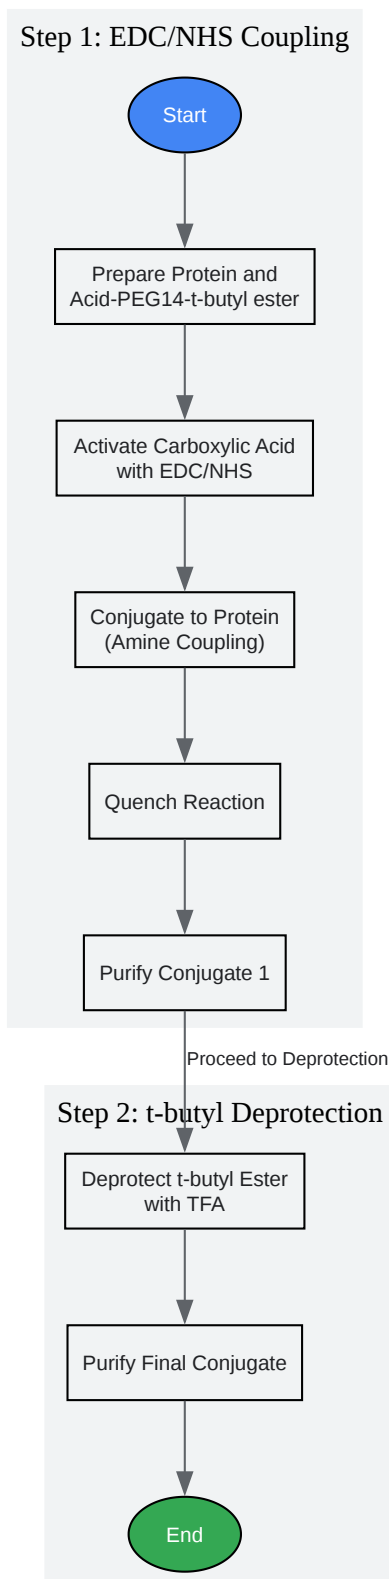 Step 1: EDC/NHS Coupling
Start
Prepare Protein and
Acid-PEG14-t-butyl ester
Activate Carboxylic Acid
with EDC/NHS
Conjugate to Protein
(Amine Coupling)
Quench Reaction
Purify Conjugate 1
Proceed to Deprotection
Step 2: t-butyl Deprotection
Deprotect t-butyl Ester
with TFA
Purify Final Conjugate
End